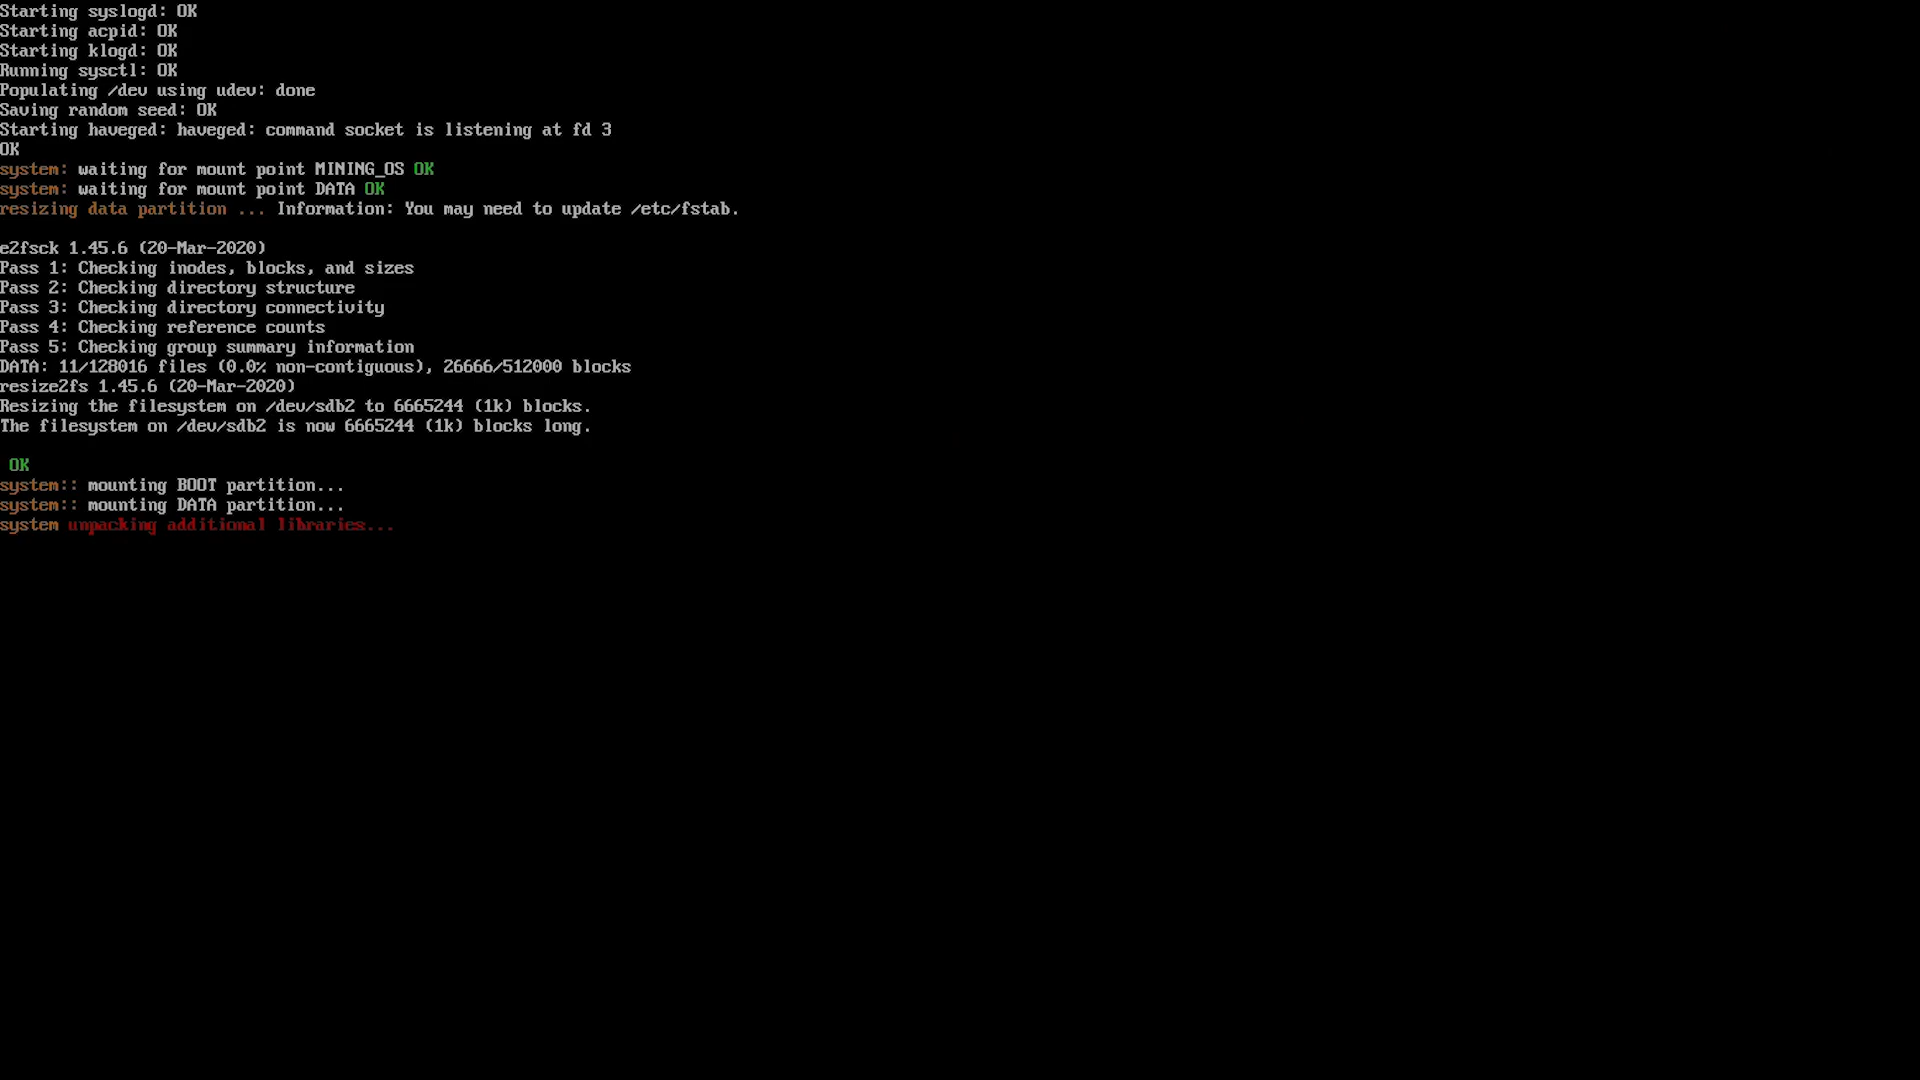 Starting syslogd: OK
Starting acpid: OK
Starting klogd: OK
Running sysctl: OK
Populating /dev using udev: done
Saving random seed: OK
Starting haveged: haveged: command socket is listening at fd 3
OK
system: waiting for mount point MINING_OS OK
system: waiting for mount point DATA OK
resizing data partition ... Information: You may need to update /etc/fstab.
e2fsck 1.45.6 (20-Mar-2020)
Pass 1: Checking inodes, blocks, and sizes
Pass 2: Checking directory structure
Pass 3: Checking directory connectivity
Pass 4: Checking reference counts
Pass 5: Checking group summary information
DATA: 11/128016 files (0.0% non-contiguous), 26666/512000 blocks
resize2fs 1.45.6 (20-Mar-2020)
Resizing the filesystem on /dev/sdb2 to 6665244 (1k) blocks.
The filesystem on /dev/sdb2 is now 6665244 (1k) blocks long.
OK
system:: mounting BOOT partition...
system:: mounting DATA partition...
system unpacking additional libraries...